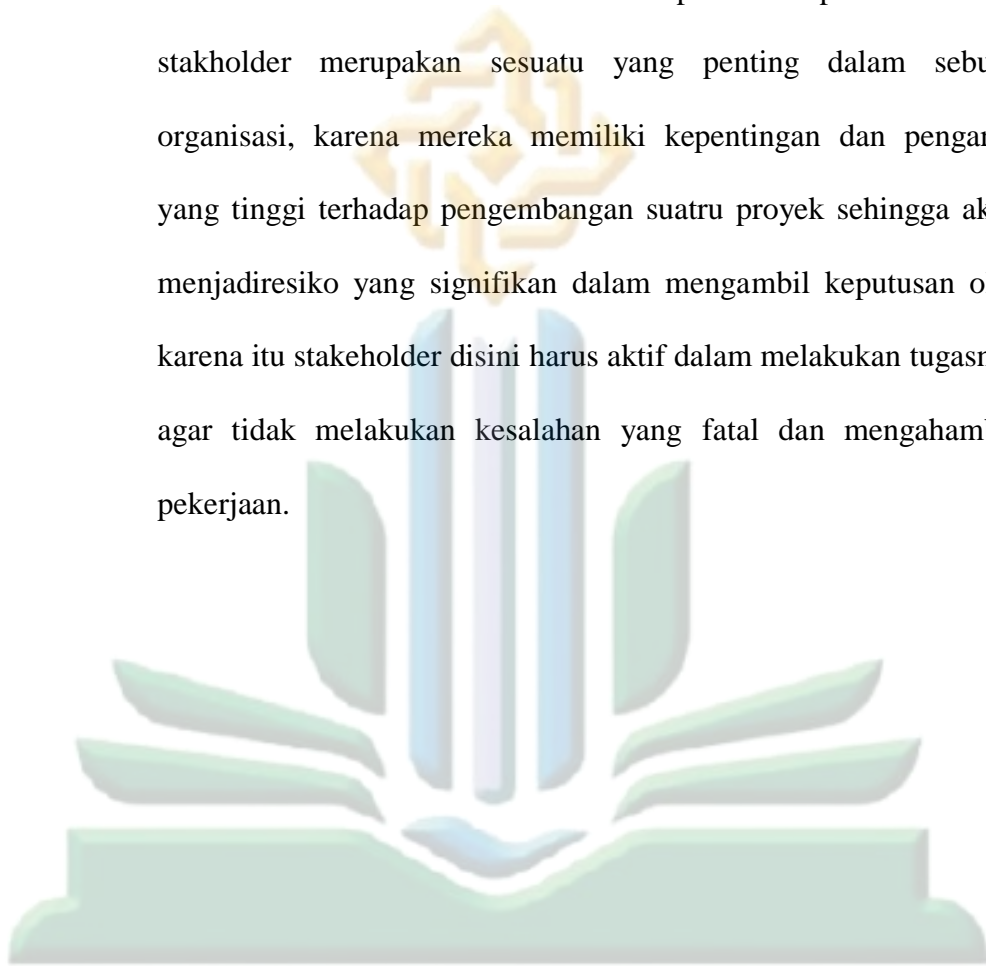 stakholder merupakan sesuatu yang penting dalam sebu
organisasi, karena mereka memiliki kepentingan dan pengar
yang tinggi terhadap pengembangan suatru proyek sehingga ak
menjadiresiko yang signifikan dalam mengambil keputusan o
karena itu stakeholder disini harus aktif dalam melakukan tugasn
agar tidak melakukan kesalahan yang fatal dan mengahamb
pekerjaan.